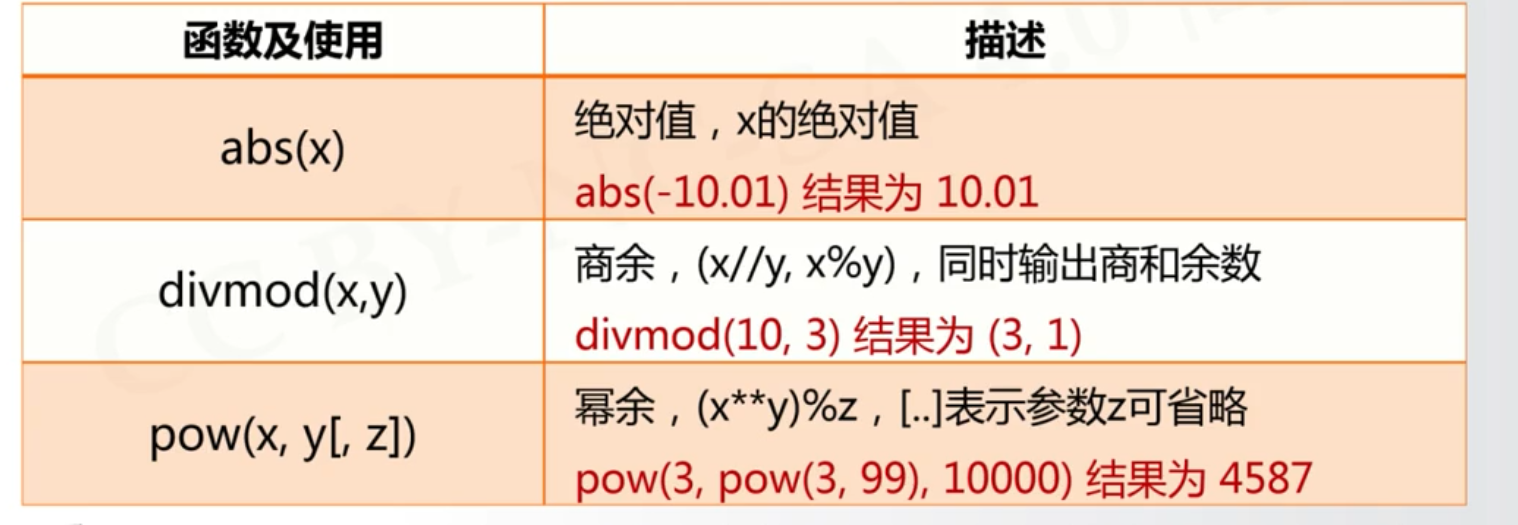 函数及使用
描述
abs(x)
绝对值，x的绝对值
abs(-10.01) 结果为 10.01
divmod(x,y)
商余，(x//y, x%y)，同时输出商和余数
divmod(10, 3) 结果为 (3, 1)
pow(x, y[, z])
幂余，(x**y)%z，[..]表示参数z可省略
pow(3, pow(3, 99), 10000) 结果为 4587